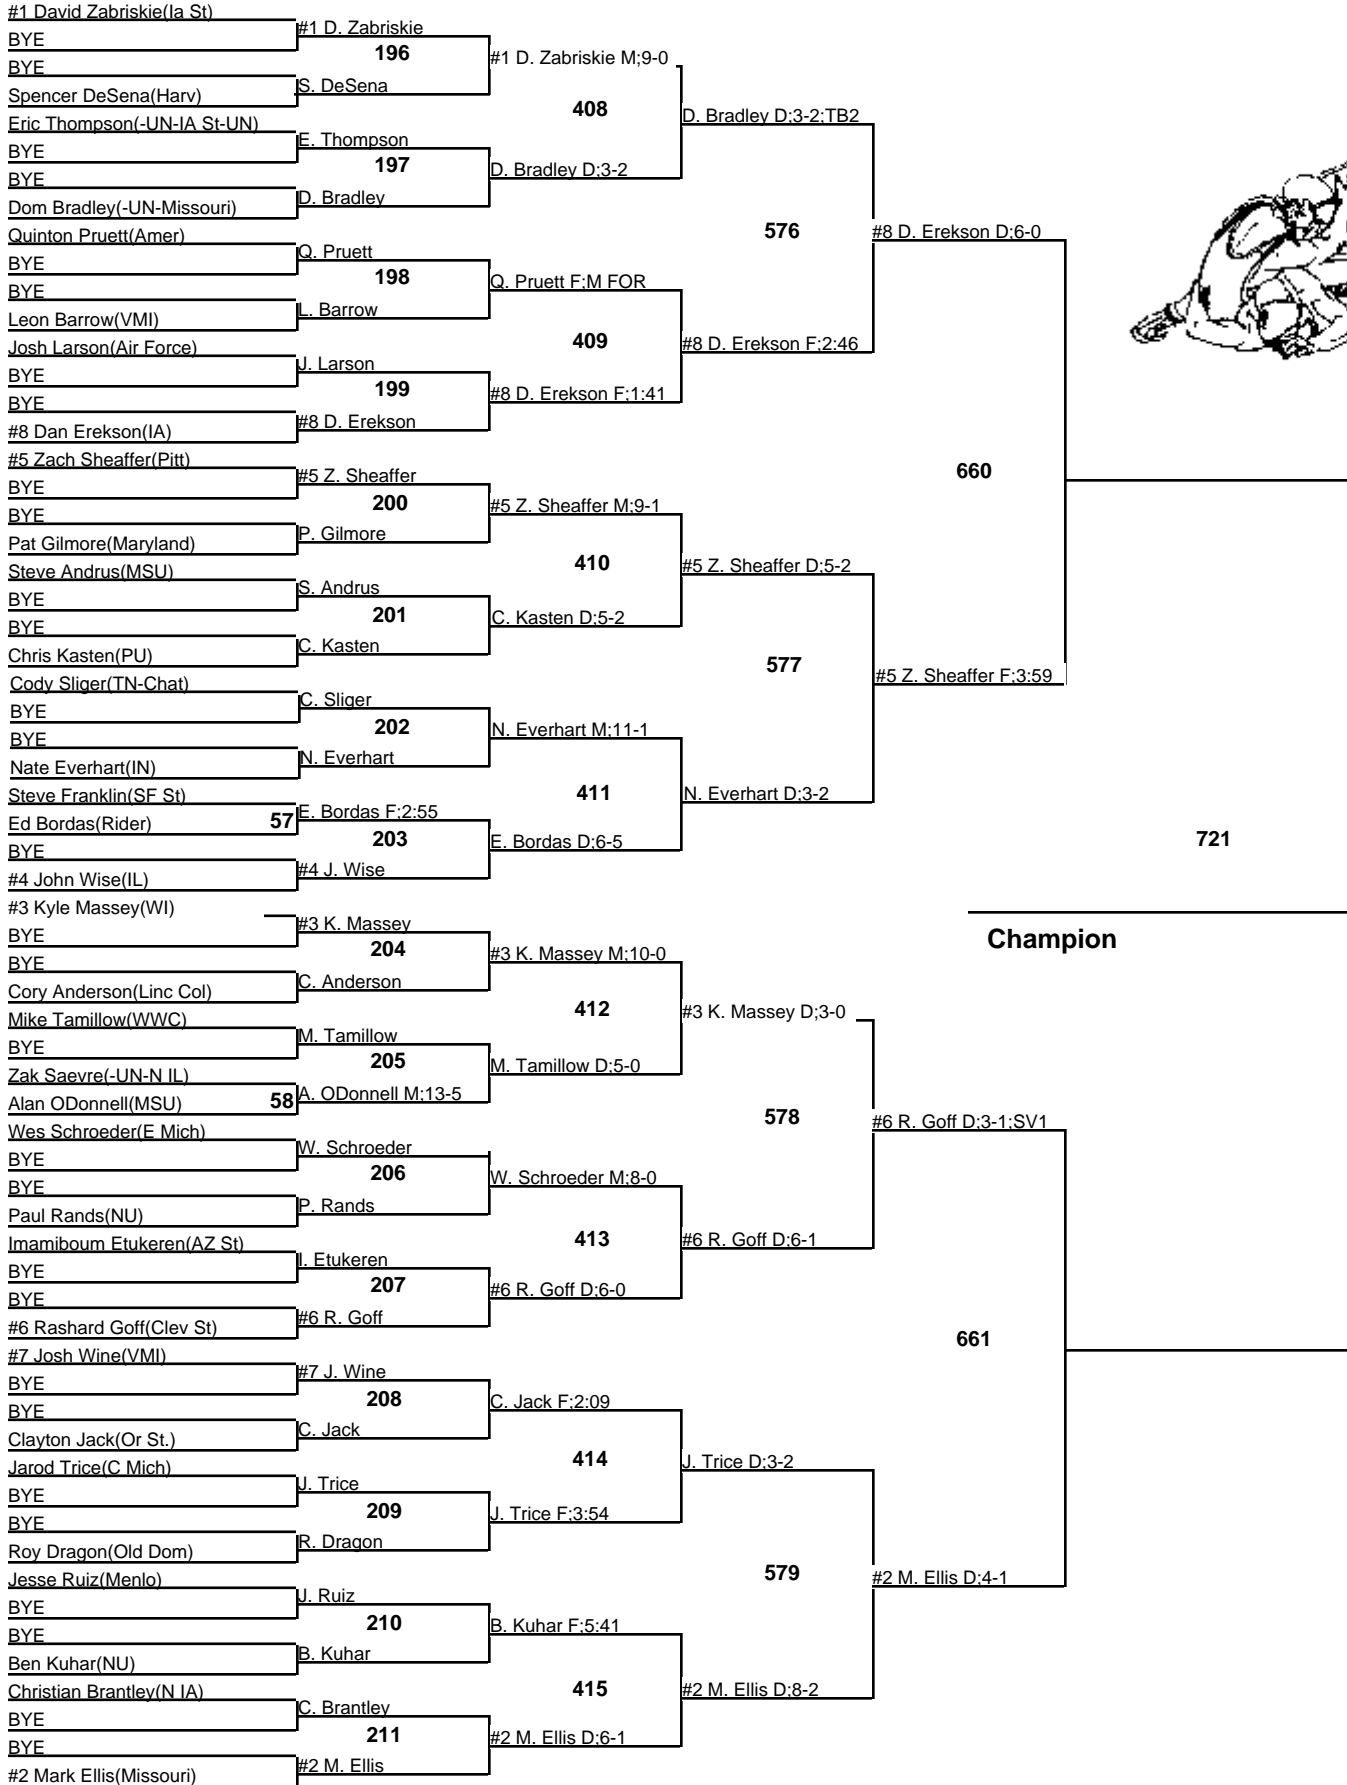 #1 David Zabriskie(Ia St)
BYE
BYE
Spencer DeSena(Harv)
Eric Thompson(-UN-IA St-UN)
BYE
BYE
Dom Bradley(-UN-Missouri)
Quinton Pruett(Amer)
BYE
BYE
Leon Barrow(VMI)
Josh Larson(Air Force)
BYE
BYE
#8 Dan Erekson(IA)
#5 Zach Sheaffer(Pitt)
BYE
BYE
Pat Gilmore(Maryland)
Steve Andrus(MSU)
BYE
BYE
Chris Kasten(PU)
Cody Sliger(TN-Chat)
BYE
BYE
Nate Everhart(IN)
Steve Franklin(SF St)
Ed Bordas(Rider) 57
BYE
#4 John Wise(IL)
#3 Kyle Massey(WI)
BYE
BYE
Cory Anderson(Linc Col)
Mike Tamillow(WWC)
BYE
Zak Saevre(-UN-N IL)
Alan ODonnell(MSU) 58
Wes Schroeder(E Mich)
BYE
BYE
Paul Rands(NU)
Imamiboum Etukeren(AZ St)
BYE
BYE
#6 Rashard Goff(Clev St)
#7 Josh Wine(VMI)
BYE
BYE
Clayton Jack(Or St.)
Jarod Trice(C Mich)
BYE
BYE
Roy Dragon(Old Dom)
Jesse Ruiz(Menlo)
BYE
BYE
Ben Kuhar(NU)
Christian Brantley(N IA)
BYE
BYE
#2 Mark Ellis(Missouri)
#1 D. Zabriskie
196
S. DeSena
E. Thompson
197
D. Bradley
Q. Pruett
198
L. Barrow
J. Larson
199
#8 D. Erekson
#5 Z. Sheaffer
200
P. Gilmore
S. Andrus
201
C. Kasten
C. Sliger
202
N. Everhart
E. Bordas F;2:55
203
#4 J. Wise
#3 K. Massey
204
C. Anderson
M. Tamillow
205
A. ODonnell M;13-5
W. Schroeder
206
P. Rands
I. Etukeren
207
#6 R. Goff
#7 J. Wine
208
C. Jack
J. Trice
209
R. Dragon
J. Ruiz
210
B. Kuhar
C. Brantley
211
#2 M. Ellis
#1 D. Zabriskie M;9-0
408
D. Bradley D;3-2
Q. Pruett F;M FOR
409
#8 D. Erekson F;1:41
#5 Z. Sheaffer M;9-1
410
C. Kasten D;5-2
N. Everhart M;11-1
411
E. Bordas D;6-5
#3 K. Massey M;10-0
412
M. Tamillow D;5-0
W. Schroeder M;8-0
413
#6 R. Goff D;6-0
C. Jack F;2:09
414
J. Trice F;3:54
B. Kuhar F;5:41
415
#2 M. Ellis D;6-1
D. Bradley D;3-2;TB2
576
#8 D. Erekson F;2:46
#5 Z. Sheaffer D;5-2
577
N. Everhart D;3-2
#3 K. Massey D;3-0
578
#6 R. Goff D;6-1
J. Trice D;3-2
579
#2 M. Ellis D;8-2
#8 D. Erekson D;6-0
660
#5 Z. Sheaffer F;3:59
#6 R. Goff D;3-1;SV1
661
#2 M. Ellis D;4-1
721
Champion